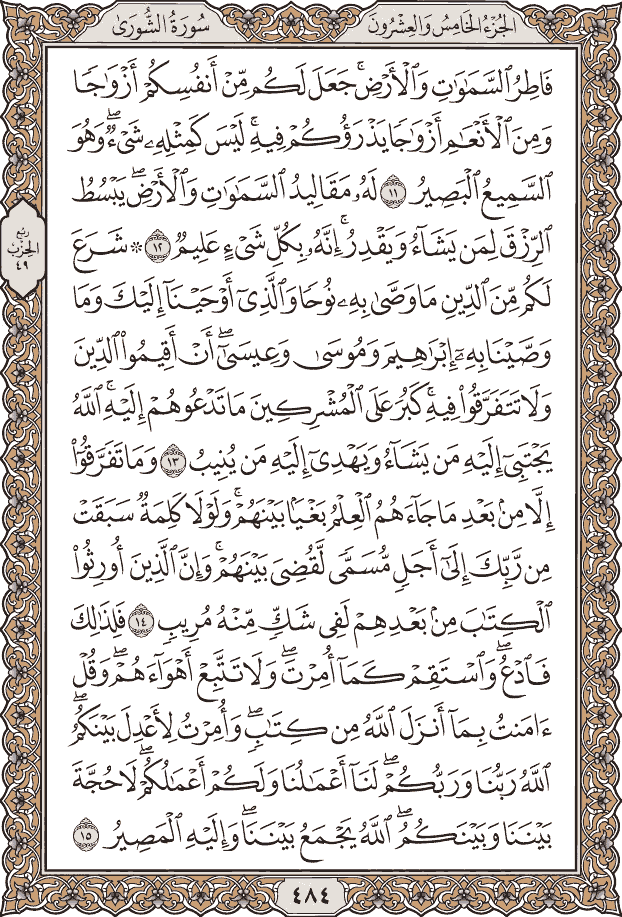 الجُزْءُ الخَامِسُ وَالعِشْرُونَ
سُورَةُ الشُّورَىٰ
فَاطِرُ ٱلسَّمَٰوَٰتِ وَٱلْأَرْضِۚ جَعَلَ لَكُم مِّنْ أَنفُسِكُمْ أَزْوَٰجًا
وَمِنَ ٱلْأَنْعَٰمِ أَزْوَٰجًا يَذْرَؤُكُمْ فِيهِۚ لَيْسَ كَمِثْلِهِۦ شَىْءٌۖ وَهُوَ
ٱلسَّمِيعُ ٱلْبَصِيرُ ١١ لَهُۥ مَقَالِيدُ ٱلسَّمَٰوَٰتِ وَٱلْأَرْضِۖ يَبْسُطُ
ٱلرِّزْقَ لِمَن يَشَآءُ وَيَقْدِرُۚ إِنَّهُۥ بِكُلِّ شَىْءٍ عَلِيمٌ ١٢ ۞ شَرَعَ
ربع
الحزب
٤٩
لَكُم مِّنَ ٱلدِّينِ مَا وَصَّىٰ بِهِۦ نُوحًا وَٱلَّذِىٓ أَوْحَيْنَآ إِلَيْكَ وَمَا
وَصَّيْنَا بِهِۦٓ إِبْرَٰهِيمَ وَمُوسَىٰ وَعِيسَىٰٓۖ أَنْ أَقِيمُوا۟ ٱلدِّينَ
وَلَا تَتَفَرَّقُوا۟ فِيهِۚ كَبُرَ عَلَى ٱلْمُشْرِكِينَ مَا تَدْعُوهُمْ إِلَيْهِۚ ٱللَّهُ
يَجْتَبِىٓ إِلَيْهِ مَن يَشَآءُ وَيَهْدِىٓ إِلَيْهِ مَن يُنِيبُ ١٣ وَمَا تَفَرَّقُوٓا۟
إِلَّا مِنۢ بَعْدِ مَا جَآءَهُمُ ٱلْعِلْمُ بَغْيًۢا بَيْنَهُمْۚ وَلَوْلَا كَلِمَةٌ سَبَقَتْ
مِن رَّبِّكَ إِلَىٰٓ أَجَلٍ مُّسَمًّى لَّقُضِىَ بَيْنَهُمْۚ وَإِنَّ ٱلَّذِينَ أُورِثُوا۟
ٱلْكِتَٰبَ مِنۢ بَعْدِهِمْ لَفِى شَكٍّ مِّنْهُ مُرِيبٍ ١٤ فَلِذَٰلِكَ
فَٱدْعُۖ وَٱسْتَقِمْ كَمَآ أُمِرْتَۖ وَلَا تَتَّبِعْ أَهْوَآءَهُمْۖ وَقُلْ
ءَامَنتُ بِمَآ أَنزَلَ ٱللَّهُ مِن كِتَٰبٍۖ وَأُمِرْتُ لِأَعْدِلَ بَيْنَكُمُۖ
ٱللَّهُ رَبُّنَا وَرَبُّكُمْۖ لَنَآ أَعْمَٰلُنَا وَلَكُمْ أَعْمَٰلُكُمْۖ لَا حُجَّةَ
بَيْنَنَا وَبَيْنَكُمُۖ ٱللَّهُ يَجْمَعُ بَيْنَنَاۖ وَإِلَيْهِ ٱلْمَصِيرُ ١٥
٤٨٤